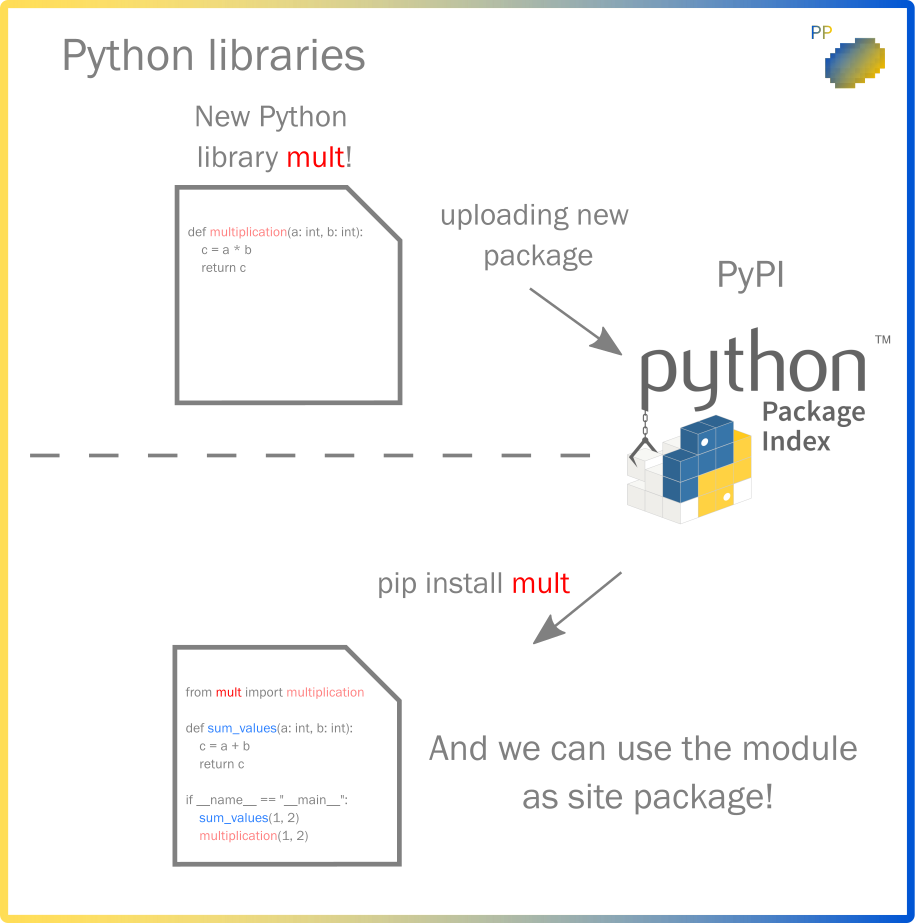 Python libraries
PP
New Python
library mult!
def multiplication(a: int, b: int):
c = a * b
return c
uploading new
package
PyPI
python™
Package
Index
pip install mult
from mult import multiplication
def sum_values(a: int, b: int):
c = a + b
return c
if __name__ == "__main__":
sum_values(1, 2)
multiplication(1, 2)
And we can use the module
as site package!